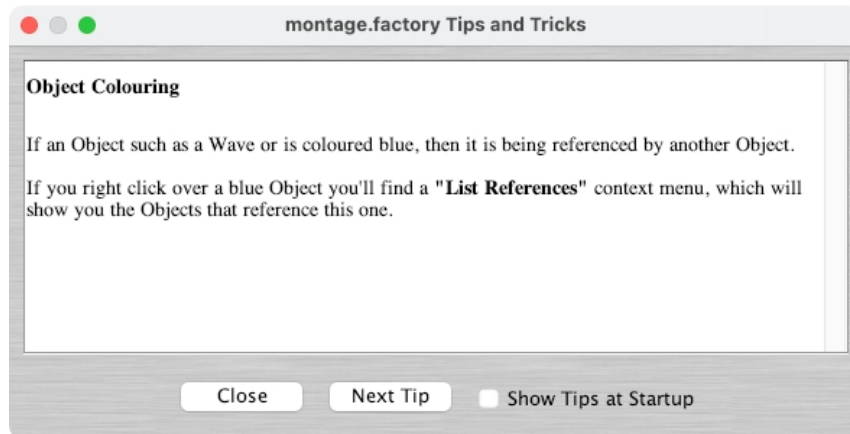 montage.factory Tips and Tricks
Object Colouring
If an Object such as a Wave or is coloured blue, then it is being referenced by another Object.
If you right click over a blue Object you'll find a "List References" context menu, which will
show you the Objects that reference this one.
Close Next Tip Show Tips at Startup